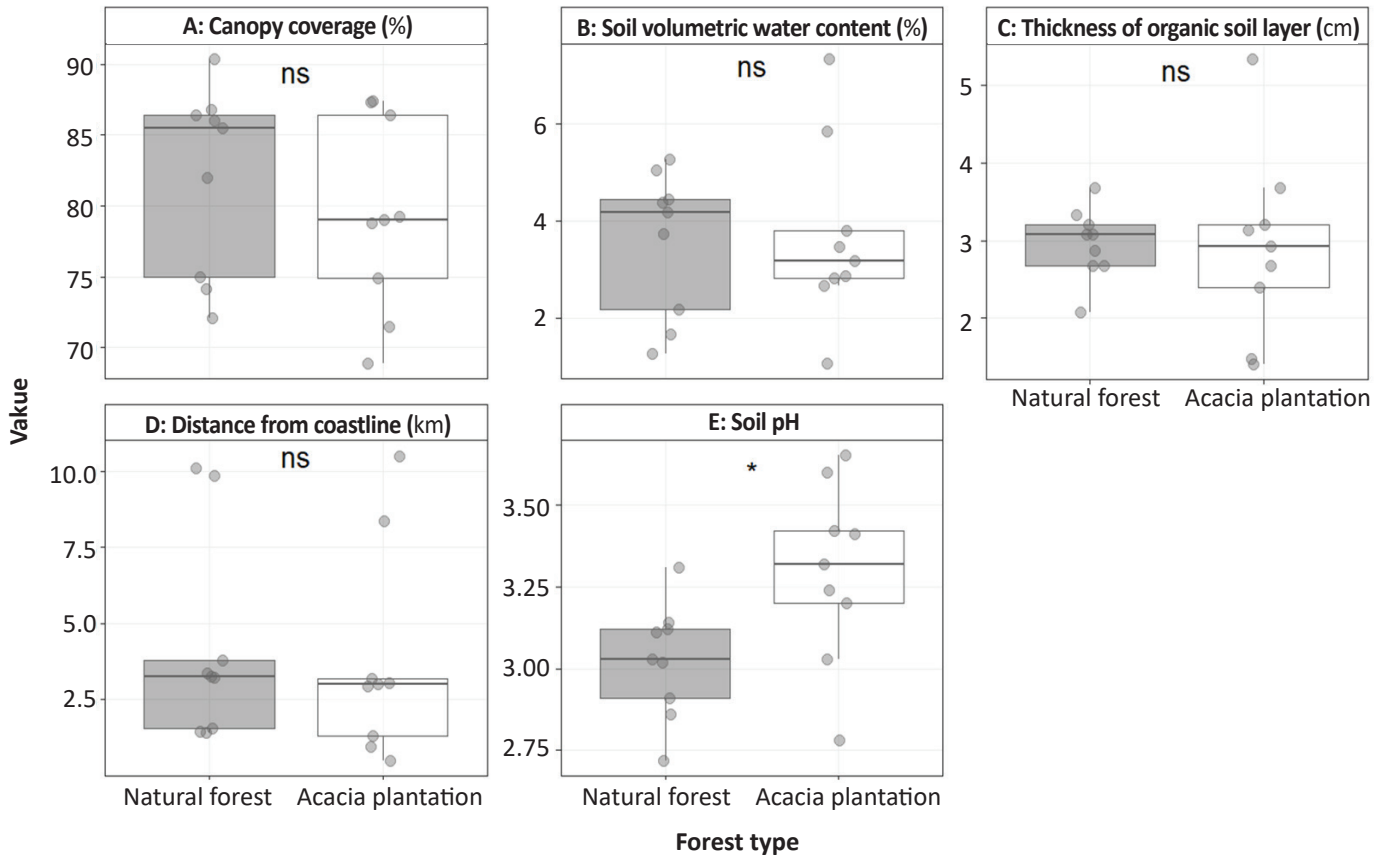 A: Canopy coverage (%)
ns
90
85
80
75
70
B: Soil volumetric water content (%)
ns
6
4
2
C: Thickness of organic soil layer (cm)
ns
5
4
3
2
Natural forest Acacia plantation
Vakue
D: Distance from coastline (km)
ns
10.0
7.5
5.0
2.5
Natural forest Acacia plantation
E: Soil pH
*
3.50
3.25
3.00
2.75
Natural forest Acacia plantation
Forest type